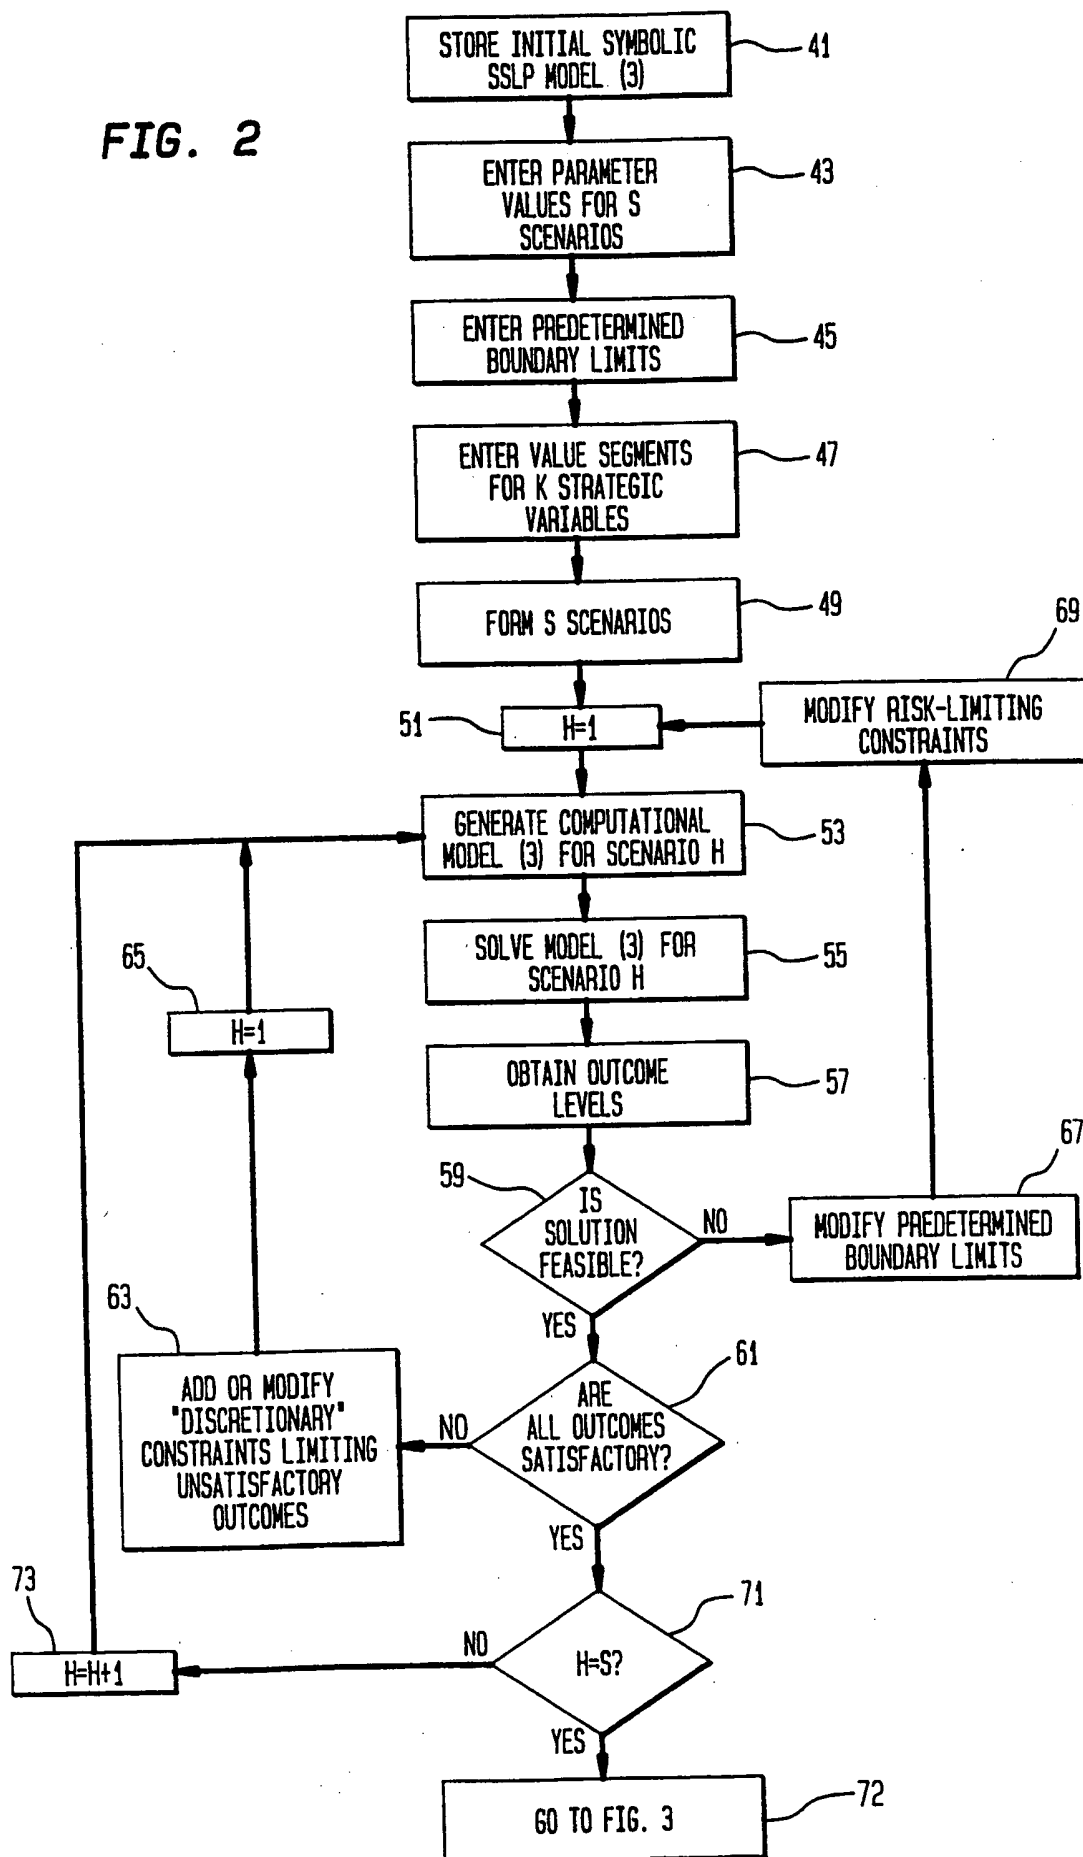 FIG. 2
STORE INITIAL SYMBOLIC
SSLP MODEL (3)
41
ENTER PARAMETER
VALUES FOR S
SCENARIOS
43
ENTER PREDETERMINED
BOUNDARY LIMITS
45
ENTER VALUE SEGMENTS
FOR K STRATEGIC
VARIABLES
47
FORM S SCENARIOS
49
51
H=1
MODIFY RISK-LIMITING
CONSTRAINTS
69
GENERATE COMPUTATIONAL
MODEL (3) FOR SCENARIO H
53
SOLVE MODEL (3) FOR
SCENARIO H
55
65
H=1
OBTAIN OUTCOME
LEVELS
57
59
IS
SOLUTION
FEASIBLE?
NO
YES
MODIFY PREDETERMINED
BOUNDARY LIMITS
67
61
ARE
ALL OUTCOMES
SATISFACTORY?
NO
YES
63
ADD OR MODIFY
"DISCRETIONARY"
CONSTRAINTS LIMITING
UNSATISFACTORY
OUTCOMES
71
H=S?
NO
YES
73
H=H+1
GO TO FIG. 3
72